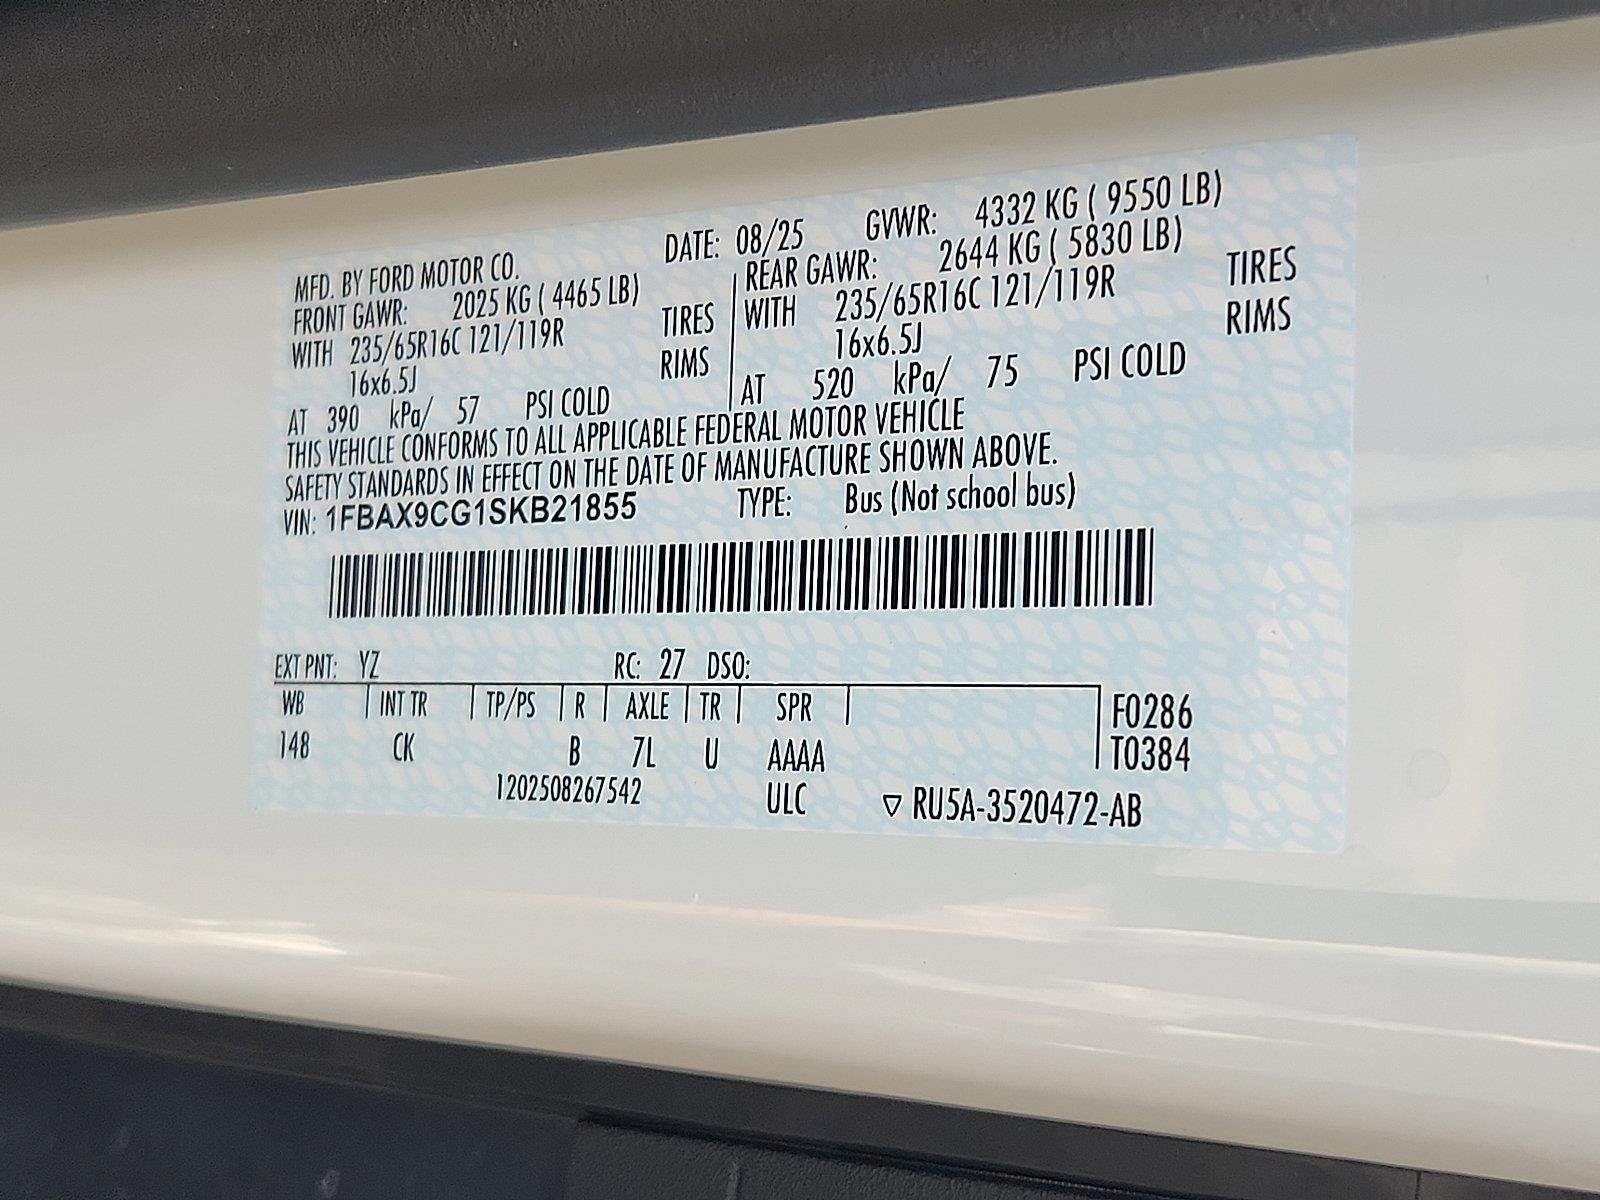 MFD. BY FORD MOTOR CO. DATE: 08/25 GVWR: 4332 KG ( 9550 LB)
FRONT GAWR: 2025 KG ( 4465 LB)
WITH 235/65R16C 121/119R TIRES
16x6.5J RIMS
AT 390 kPa/ 57 PSI COLD
REAR GAWR: 2644 KG ( 5830 LB)
WITH 235/65R16C 121/119R TIRES
16x6.5J RIMS
AT 520 kPa/ 75 PSI COLD
THIS VEHICLE CONFORMS TO ALL APPLICABLE FEDERAL MOTOR VEHICLE
SAFETY STANDARDS IN EFFECT ON THE DATE OF MANUFACTURE SHOWN ABOVE.
VIN: 1FBAX9CG1SKB21855 TYPE: Bus (Not school bus)
EXT PNT: YZ RC: 27 DSO:
WB INT TR TP/PS R AXLE TR SPR F0286
148 CK B 7L U AAAA T0384
1202508267542 ULC ▽ RU5A-3520472-AB